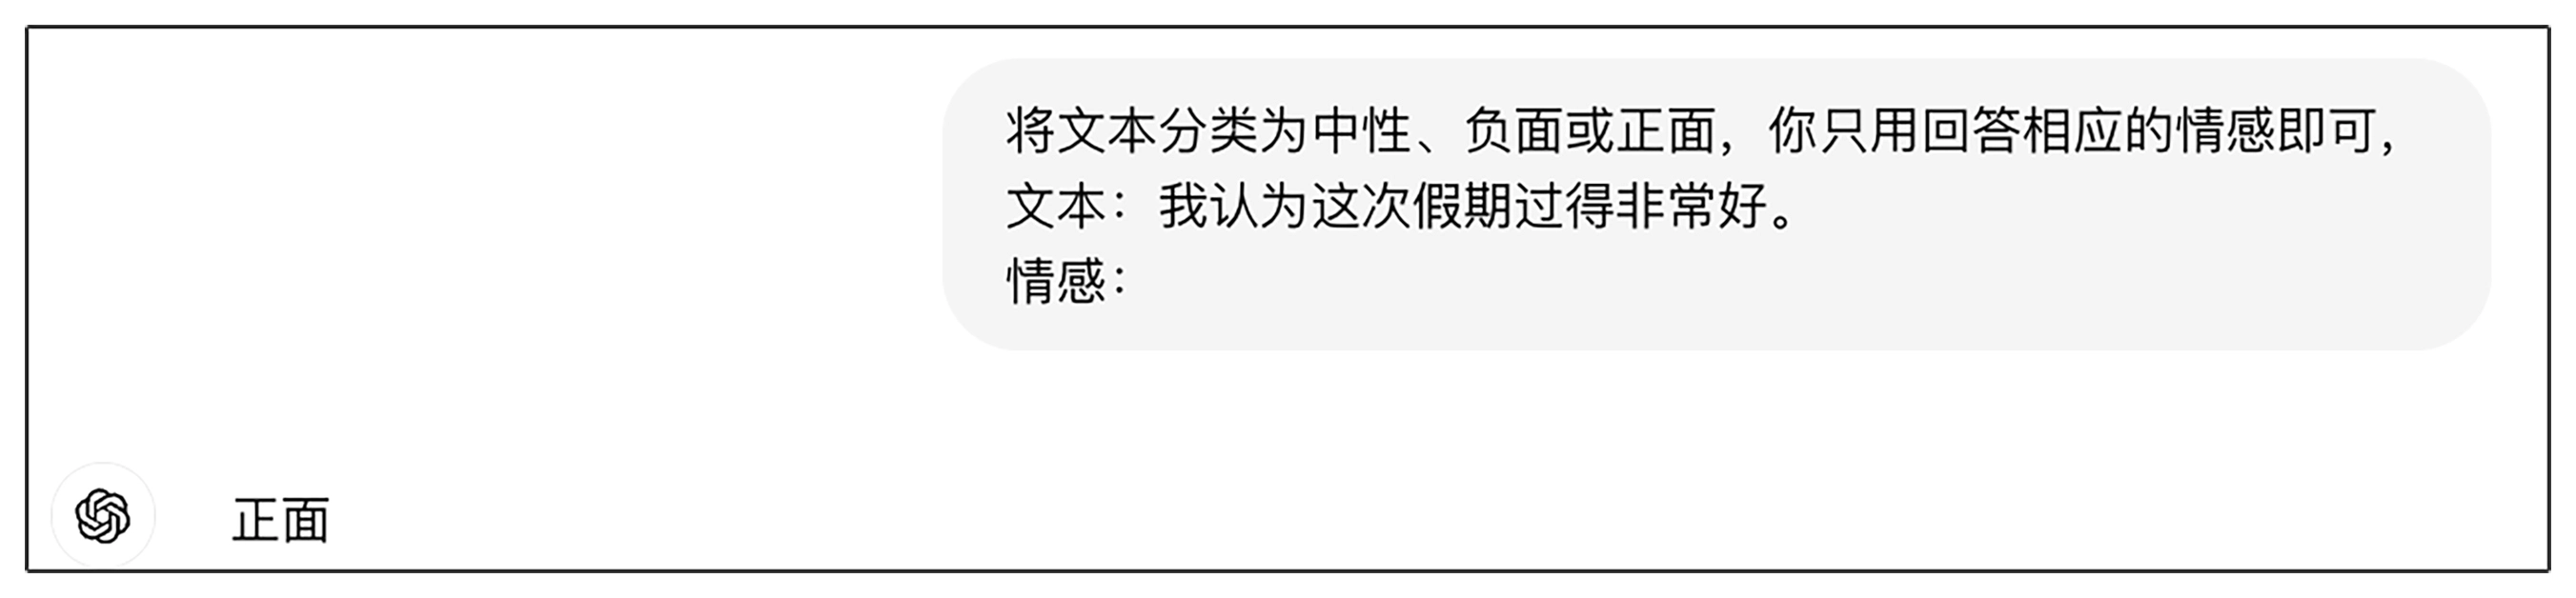 将文本分类为中性、负面或正面，你只用回答相应的情感即可，
文本：我认为这次假期过得非常好。
情感：
正面